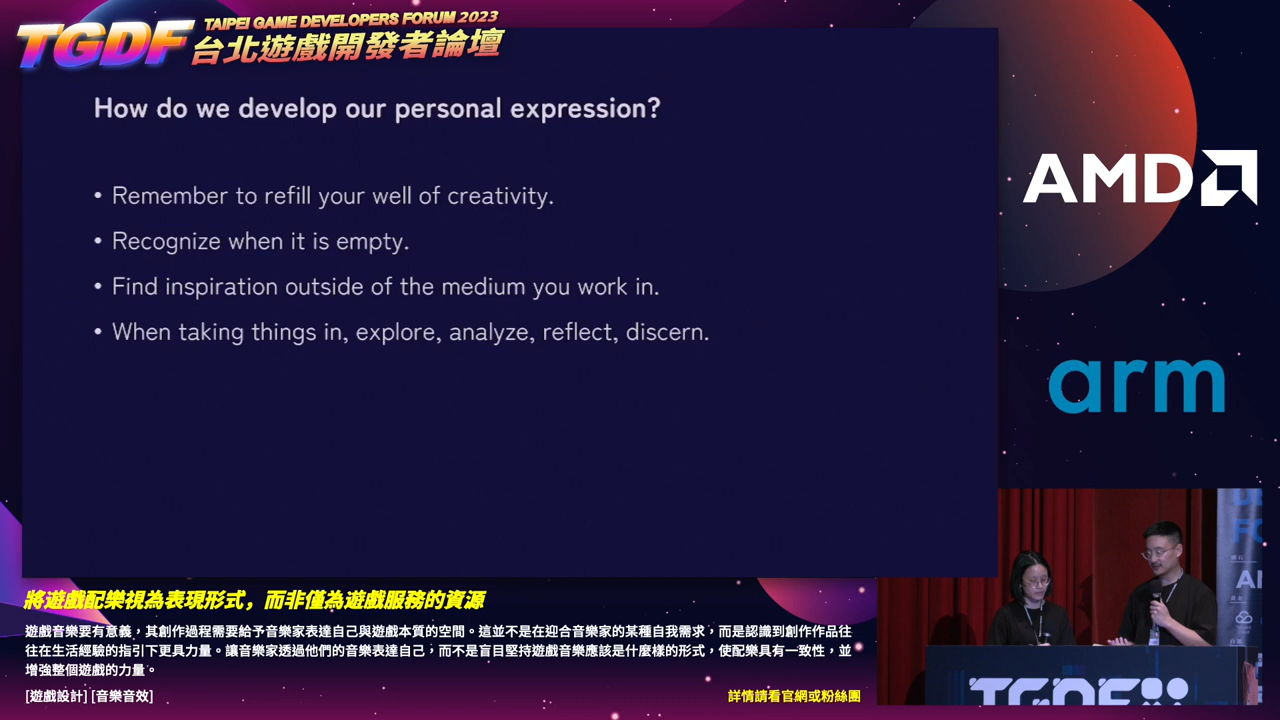 TGDF
TAIPEI GAME DEVELOPERS FORUM 2023
台北遊戲開發者論壇
How do we develop our personal expression?
• Remember to refill your well of creativity.
• Recognize when it is empty.
• Find inspiration outside of the medium you work in.
• When taking things in, explore, analyze, reflect, discern.
AMD
arm
將遊戲配樂視為表現形式，而非僅為遊戲服務的資源
遊戲音樂要有意義，其創作過程需要給予音樂家表達自己與遊戲本質的空間。這並不是在迎合音樂家的某種自我需求，而是認識到創作作品往
往在生活經驗的指引下更具力量。讓音樂家透過他們的音樂表達自己，而不是盲目堅持遊戲音樂應該是什麼樣的形式，使配樂具有一致性，並
增強整個遊戲的力量。
[遊戲設計] [音樂音效]
詳情請看官網或粉絲團
TGDF